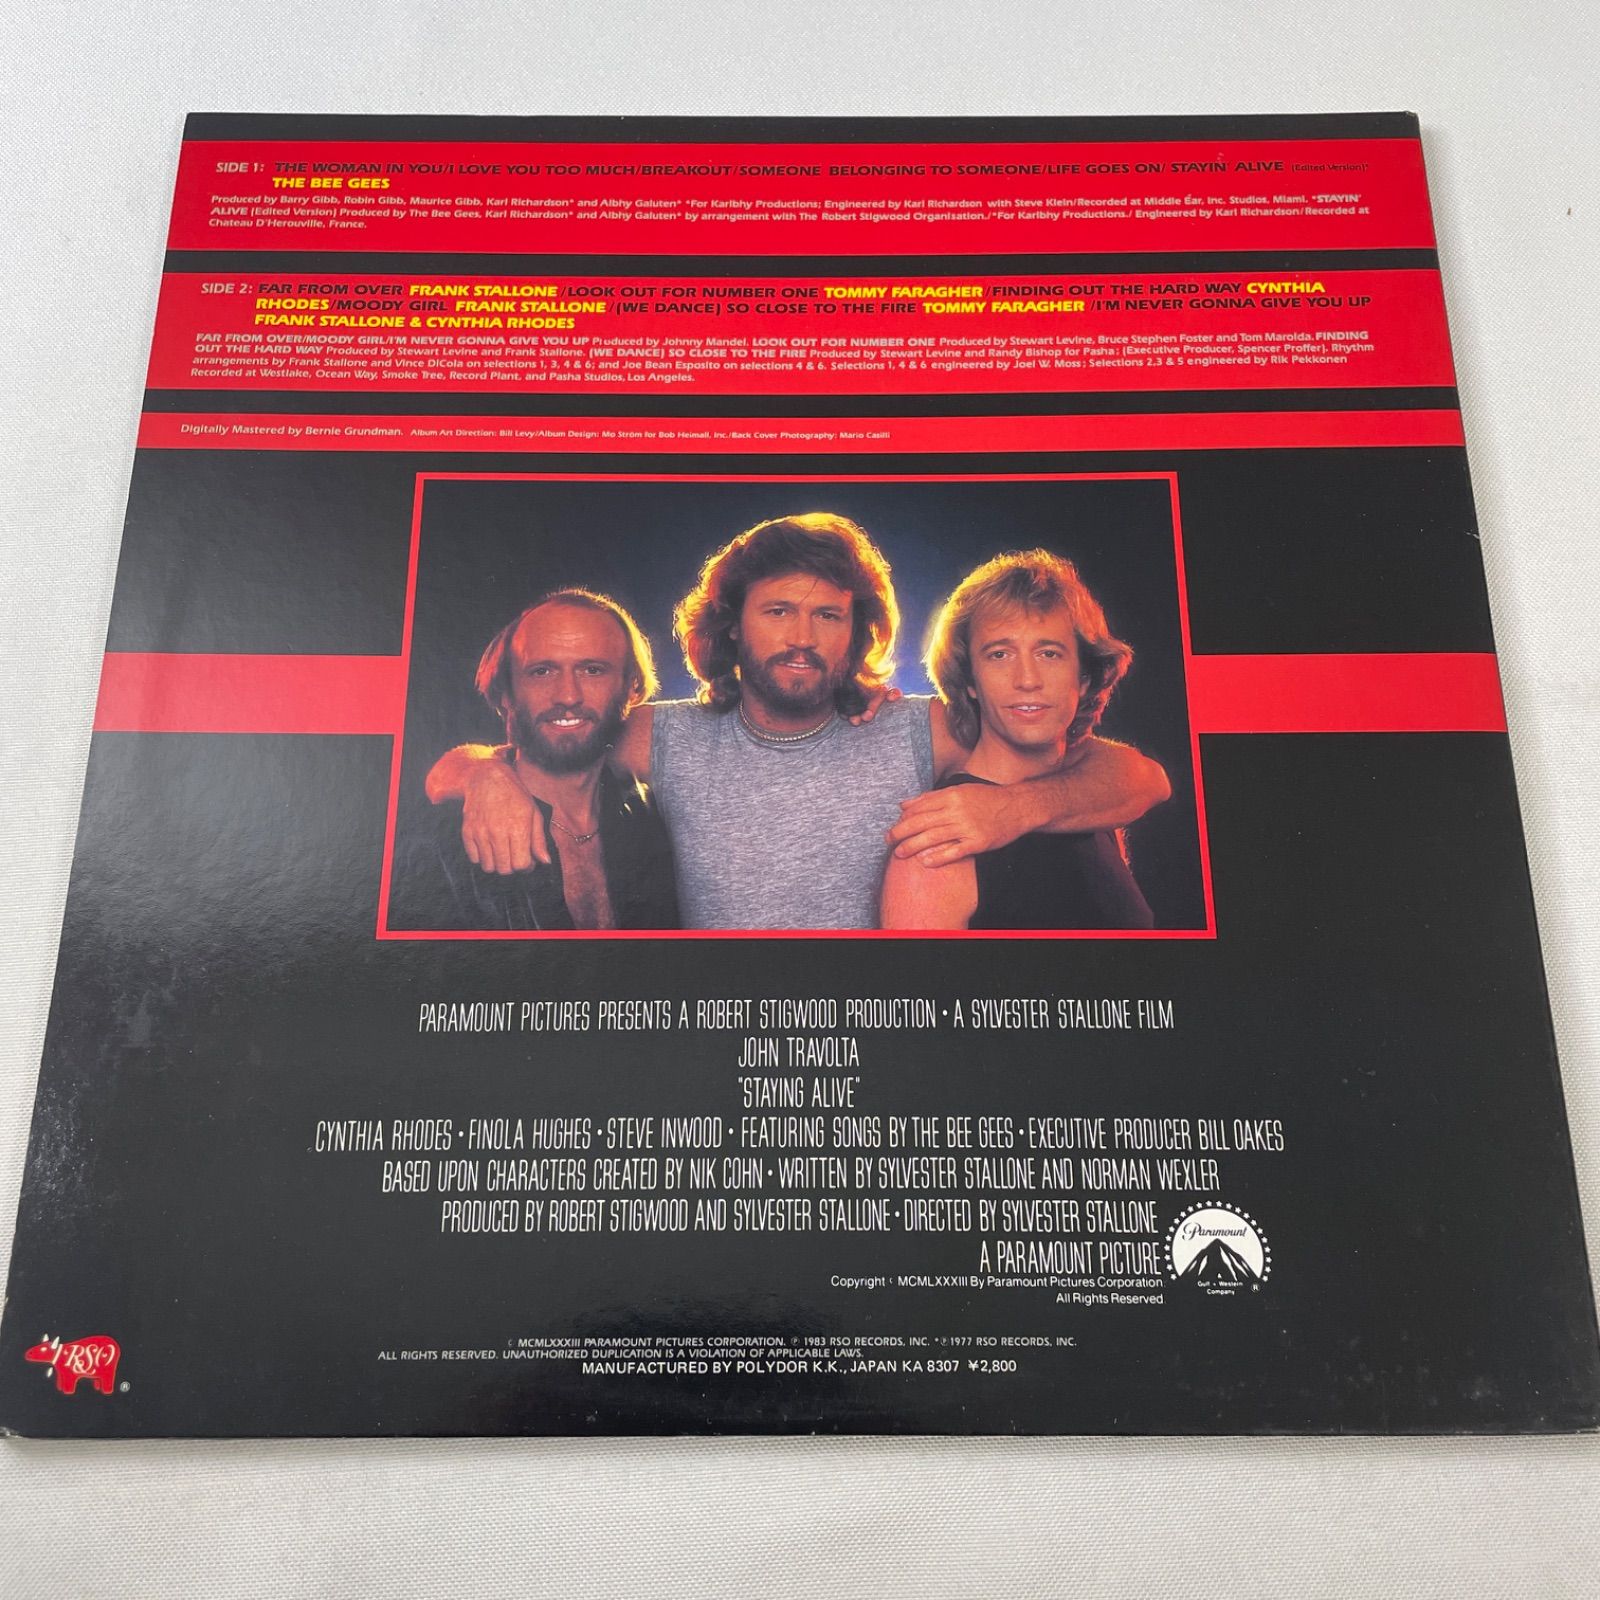 SIDE 1: THE WOMAN IN YOU/I LOVE YOU TOO MUCH/BREAKOUT/SOMEONE BELONGING TO SOMEONE/LIFE GOES ON/ STAYIN' ALIVE (Edited Version)*
THE BEE GEES
Produced by Barry Gibb, Robin Gibb, Maurice Gibb, Karl Richardson* and Albhy Galuten* *For Karlbhy Productions; Engineered by Karl Richardson with Steve Klein/Recorded at Middle Ear, Inc. Studios, Miami. *STAYIN'
ALIVE (Edited Version) Produced by The Bee Gees, Karl Richardson* and Albhy Galuten* by arrangement with The Robert Stigwood Organisation./*For Karlbhy Productions./ Engineered by Karl Richardson/Recorded at
Chateau D'Herouville, France.
SIDE 2: FAR FROM OVER FRANK STALLONE/LOOK OUT FOR NUMBER ONE TOMMY FARAGHER/FINDING OUT THE HARD WAY CYNTHIA
RHODES/MOODY GIRL FRANK STALLONE/(WE DANCE) SO CLOSE TO THE FIRE TOMMY FARAGHER/I'M NEVER GONNA GIVE YOU UP
FRANK STALLONE & CYNTHIA RHODES
FAR FROM OVER/MOODY GIRL/I'M NEVER GONNA GIVE YOU UP Produced by Johnny Mandel. LOOK OUT FOR NUMBER ONE Produced by Stewart Levine, Bruce Stephen Foster and Tom Marolda. FINDING
OUT THE HARD WAY Produced by Stewart Levine and Frank Stallone. (WE DANCE) SO CLOSE TO THE FIRE Produced by Stewart Levine and Randy Bishop for Pasha; (Executive Producer, Spencer Proffer). Rhythm
arrangements by Frank Stallone and Vince DiCola on selections 1, 3, 4 & 6; and Joe Bean Esposito on selections 4 & 6. Selections 1, 4 & 6 engineered by Joel W. Moss; Selections 2,3 & 5 engineered by Rik Pekkonen
Recorded at Westlake, Ocean Way, Smoke Tree, Record Plant, and Pasha Studios, Los Angeles.
Digitally Mastered by Bernie Grundman. Album Art Direction: Bill Levy/Album Design: Mo Ström for Bob Heimall, Inc./Back Cover Photography: Mario Casilli
PARAMOUNT PICTURES PRESENTS A ROBERT STIGWOOD PRODUCTION • A SYLVESTER STALLONE FILM
JOHN TRAVOLTA
"STAYING ALIVE"
CYNTHIA RHODES • FINOLA HUGHES • STEVE INWOOD • FEATURING SONGS BY THE BEE GEES • EXECUTIVE PRODUCER BILL OAKES
BASED UPON CHARACTERS CREATED BY NIK COHN • WRITTEN BY SYLVESTER STALLONE AND NORMAN WEXLER
PRODUCED BY ROBERT STIGWOOD AND SYLVESTER STALLONE • DIRECTED BY SYLVESTER STALLONE
A PARAMOUNT PICTURE
Paramount
A
Gulf + Western
Company
®
Copyright © MCMLXXXIII By Paramount Pictures Corporation.
All Rights Reserved.
© MCMLXXXIII PARAMOUNT PICTURES CORPORATION. ℗ 1983 RSO RECORDS, INC. *℗ 1977 RSO RECORDS, INC.
ALL RIGHTS RESERVED. UNAUTHORIZED DUPLICATION IS A VIOLATION OF APPLICABLE LAWS.
MANUFACTURED BY POLYDOR K.K., JAPAN KA 8307 ¥2,800
RSO ®